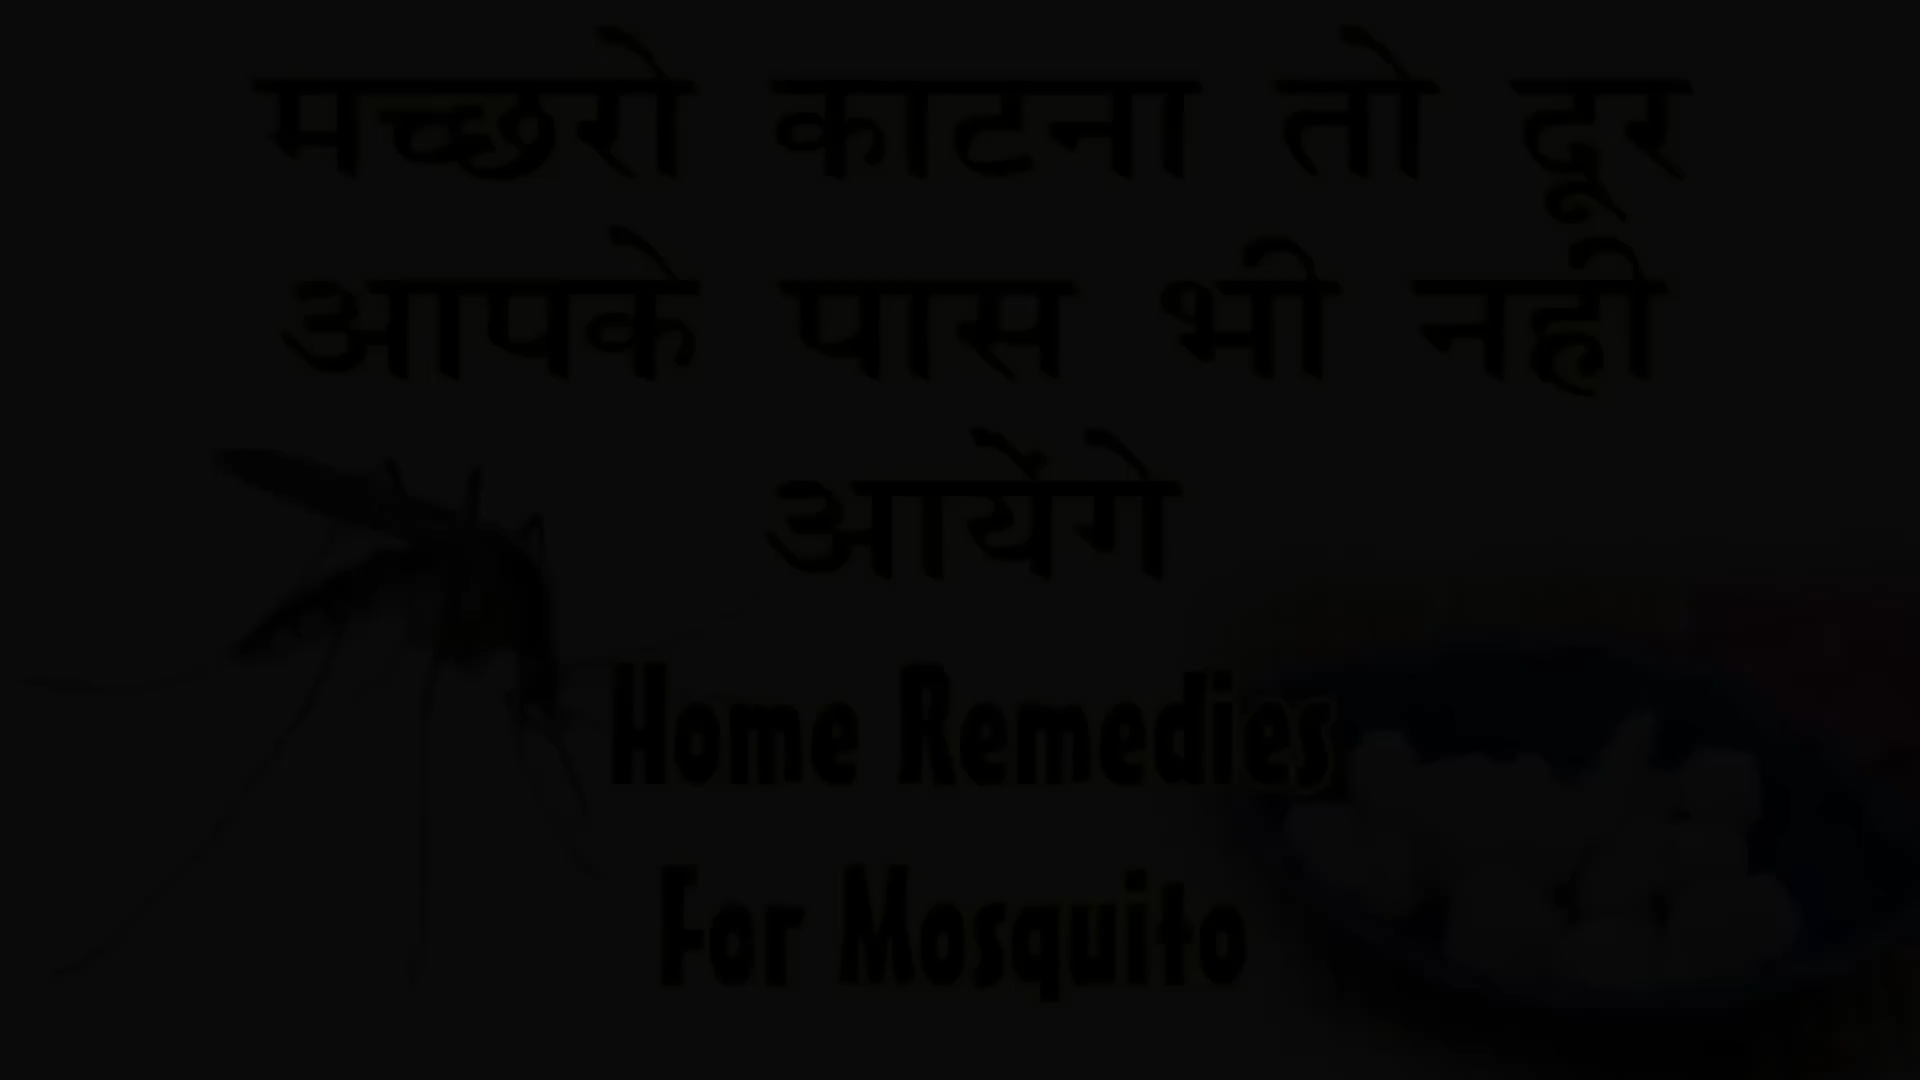 मच्छरो काटना तो दूर
आपके पास भी नही
आयेंगे
Home Remedies
For Mosquito